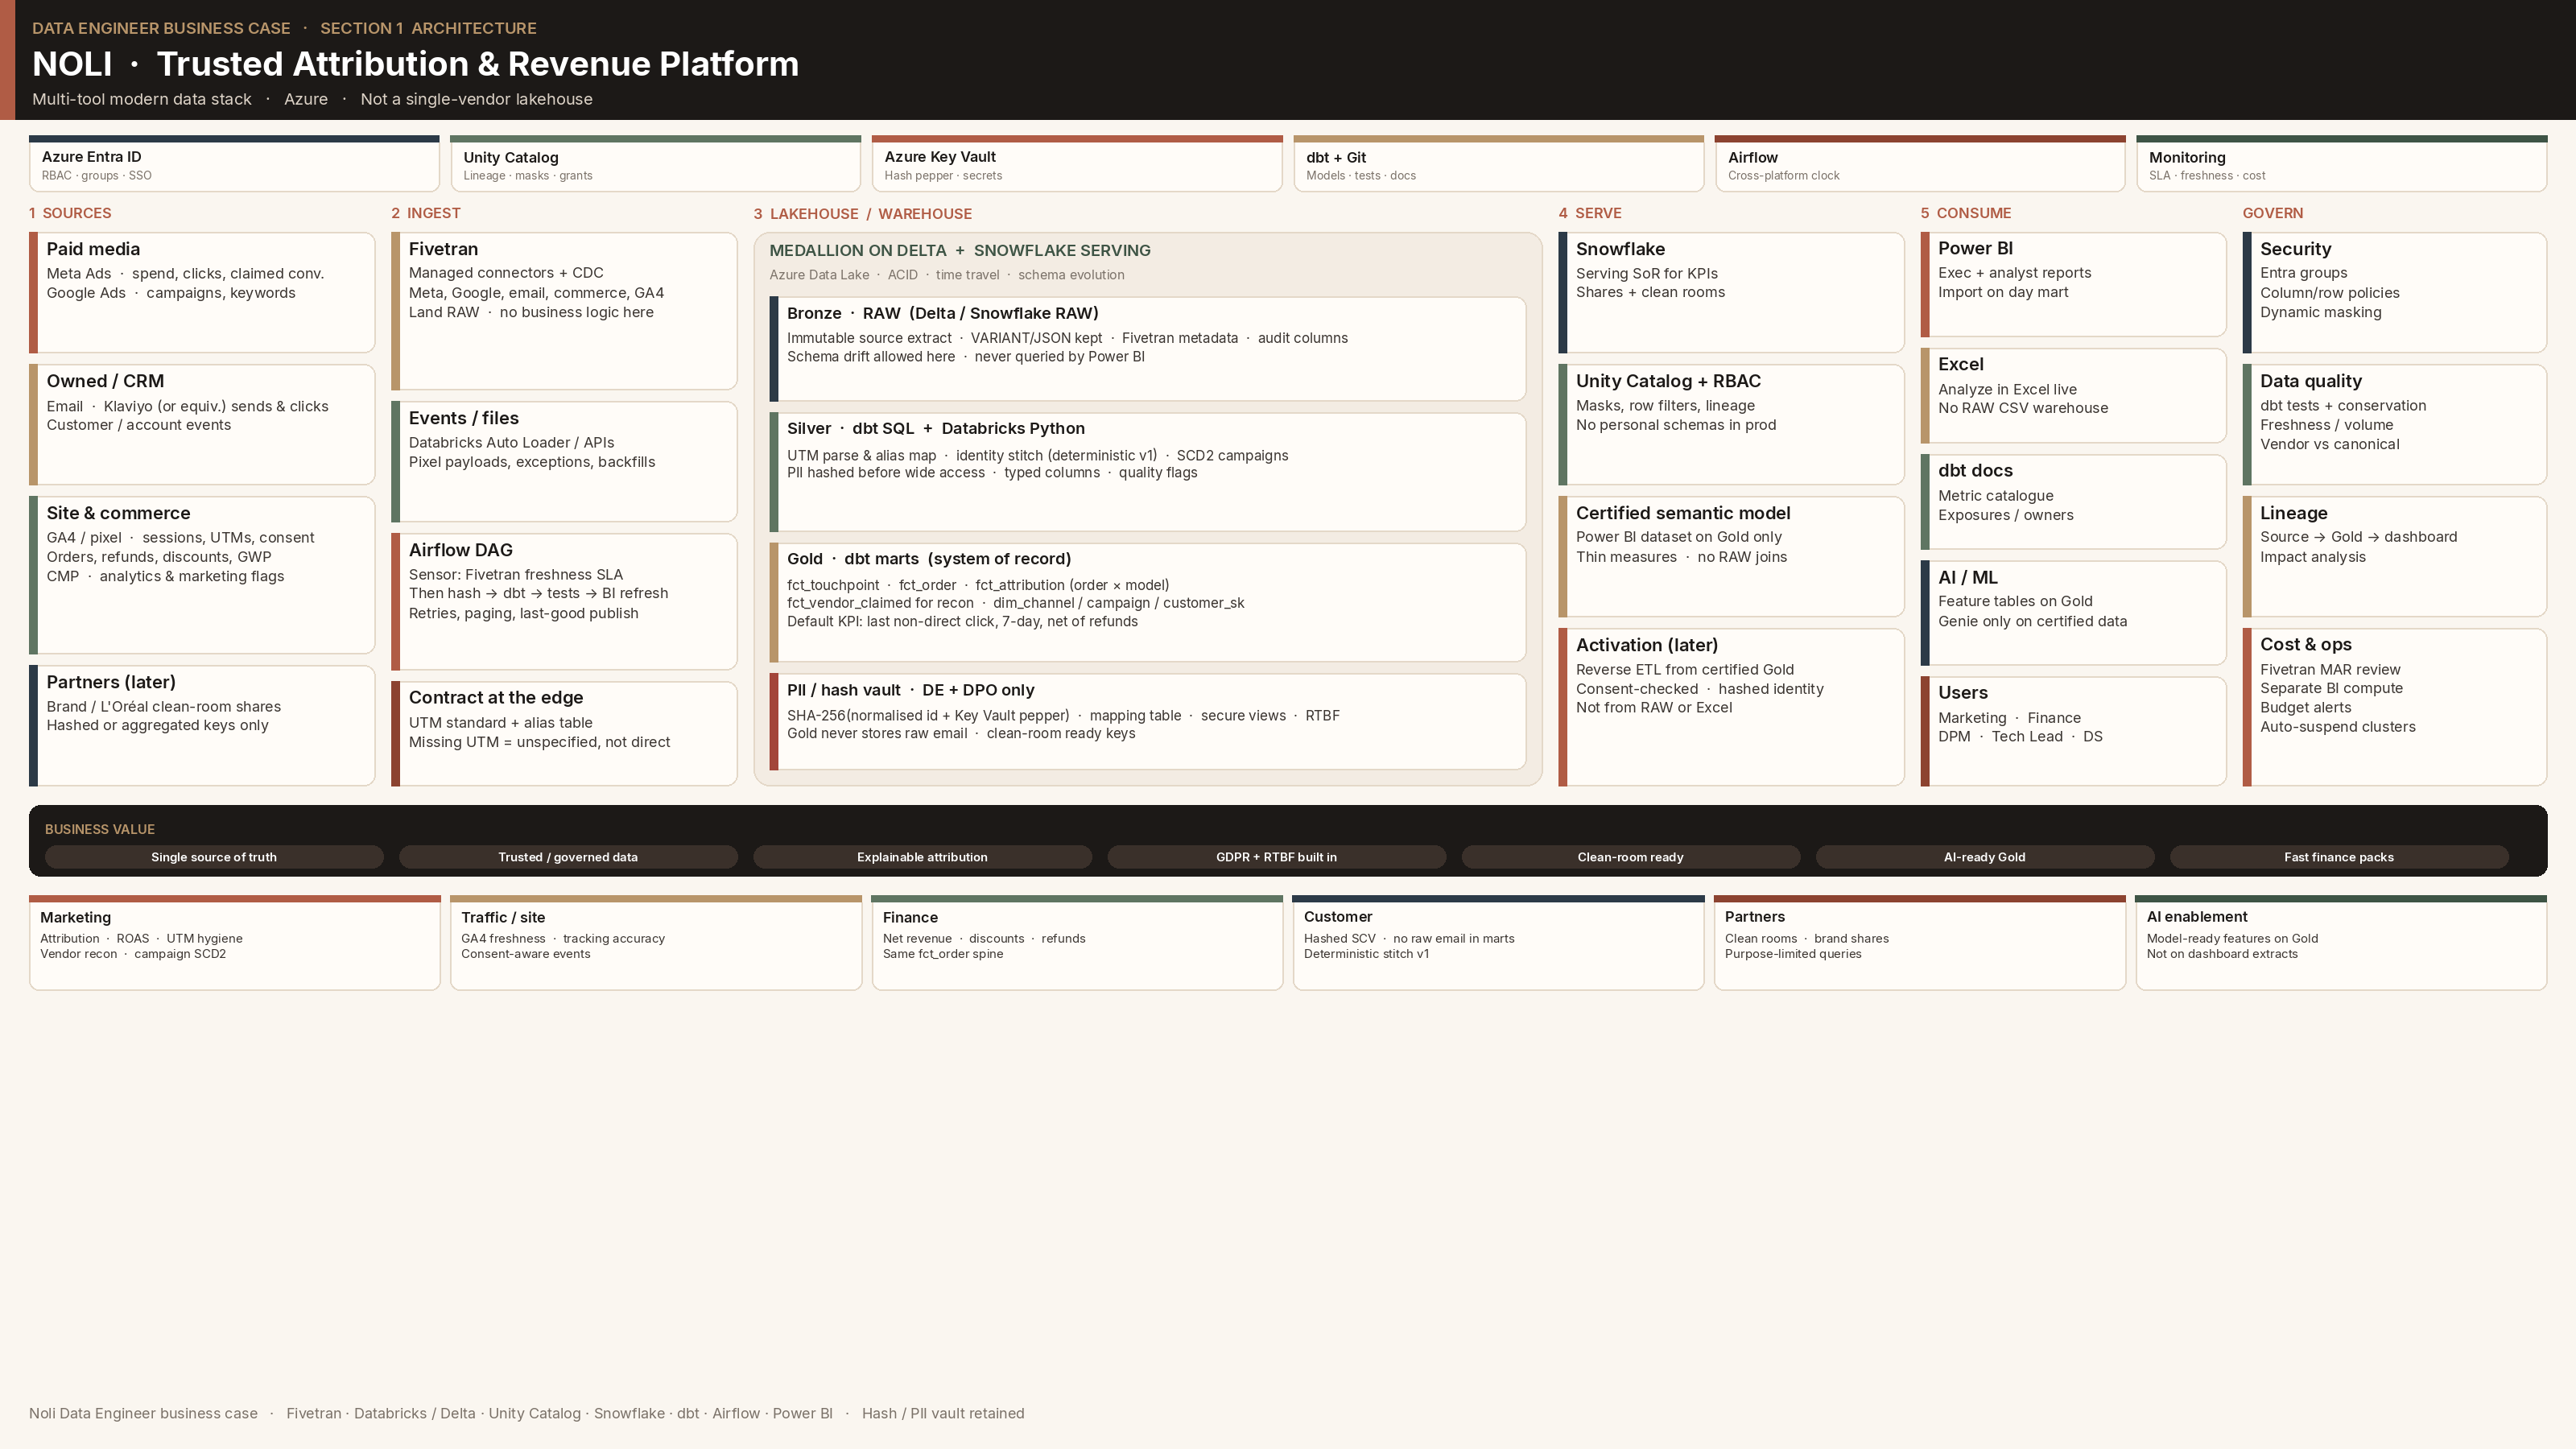 DATA ENGINEER BUSINESS CASE · SECTION 1 ARCHITECTURE
NOLI · Trusted Attribution & Revenue Platform
Multi-tool modern data stack · Azure · Not a single-vendor lakehouse
Azure Entra ID
RBAC · groups · SSO
Unity Catalog
Lineage · masks · grants
Azure Key Vault
Hash pepper · secrets
dbt + Git
Models · tests · docs
Airflow
Cross-platform clock
Monitoring
SLA · freshness · cost
1 SOURCES
Paid media
Meta Ads · spend, clicks, claimed conv.
Google Ads · campaigns, keywords
Owned / CRM
Email · Klaviyo (or equiv.) sends & clicks
Customer / account events
Site & commerce
GA4 / pixel · sessions, UTMs, consent
Orders, refunds, discounts, GWP
CMP · analytics & marketing flags
Partners (later)
Brand / L'Oréal clean-room shares
Hashed or aggregated keys only
2 INGEST
Fivetran
Managed connectors + CDC
Meta, Google, email, commerce, GA4
Land RAW · no business logic here
Events / files
Databricks Auto Loader / APIs
Pixel payloads, exceptions, backfills
Airflow DAG
Sensor: Fivetran freshness SLA
Then hash → dbt → tests → BI refresh
Retries, paging, last-good publish
Contract at the edge
UTM standard + alias table
Missing UTM = unspecified, not direct
3 LAKEHOUSE / WAREHOUSE
MEDALLION ON DELTA + SNOWFLAKE SERVING
Azure Data Lake · ACID · time travel · schema evolution
Bronze · RAW (Delta / Snowflake RAW)
Immutable source extract · VARIANT/JSON kept · Fivetran metadata · audit columns
Schema drift allowed here · never queried by Power BI
Silver · dbt SQL + Databricks Python
UTM parse & alias map · identity stitch (deterministic v1) · SCD2 campaigns
PII hashed before wide access · typed columns · quality flags
Gold · dbt marts (system of record)
fct_touchpoint · fct_order · fct_attribution (order × model)
fct_vendor_claimed for recon · dim_channel / campaign / customer_sk
Default KPI: last non-direct click, 7-day, net of refunds
PII / hash vault · DE + DPO only
SHA-256(normalised id + Key Vault pepper) · mapping table · secure views · RTBF
Gold never stores raw email · clean-room ready keys
4 SERVE
Snowflake
Serving SoR for KPIs
Shares + clean rooms
Unity Catalog + RBAC
Masks, row filters, lineage
No personal schemas in prod
Certified semantic model
Power BI dataset on Gold only
Thin measures · no RAW joins
Activation (later)
Reverse ETL from certified Gold
Consent-checked · hashed identity
Not from RAW or Excel
5 CONSUME
Power BI
Exec + analyst reports
Import on day mart
Excel
Analyze in Excel live
No RAW CSV warehouse
dbt docs
Metric catalogue
Exposures / owners
AI / ML
Feature tables on Gold
Genie only on certified data
Users
Marketing · Finance
DPM · Tech Lead · DS
GOVERN
Security
Entra groups
Column/row policies
Dynamic masking
Data quality
dbt tests + conservation
Freshness / volume
Vendor vs canonical
Lineage
Source → Gold → dashboard
Impact analysis
Cost & ops
Fivetran MAR review
Separate BI compute
Budget alerts
Auto-suspend clusters
BUSINESS VALUE
Single source of truth
Trusted / governed data
Explainable attribution
GDPR + RTBF built in
Clean-room ready
AI-ready Gold
Fast finance packs
Marketing
Attribution · ROAS · UTM hygiene
Vendor recon · campaign SCD2
Traffic / site
GA4 freshness · tracking accuracy
Consent-aware events
Finance
Net revenue · discounts · refunds
Same fct_order spine
Customer
Hashed SCV · no raw email in marts
Deterministic stitch v1
Partners
Clean rooms · brand shares
Purpose-limited queries
AI enablement
Model-ready features on Gold
Not on dashboard extracts
Noli Data Engineer business case · Fivetran · Databricks / Delta · Unity Catalog · Snowflake · dbt · Airflow · Power BI · Hash / PII vault retained